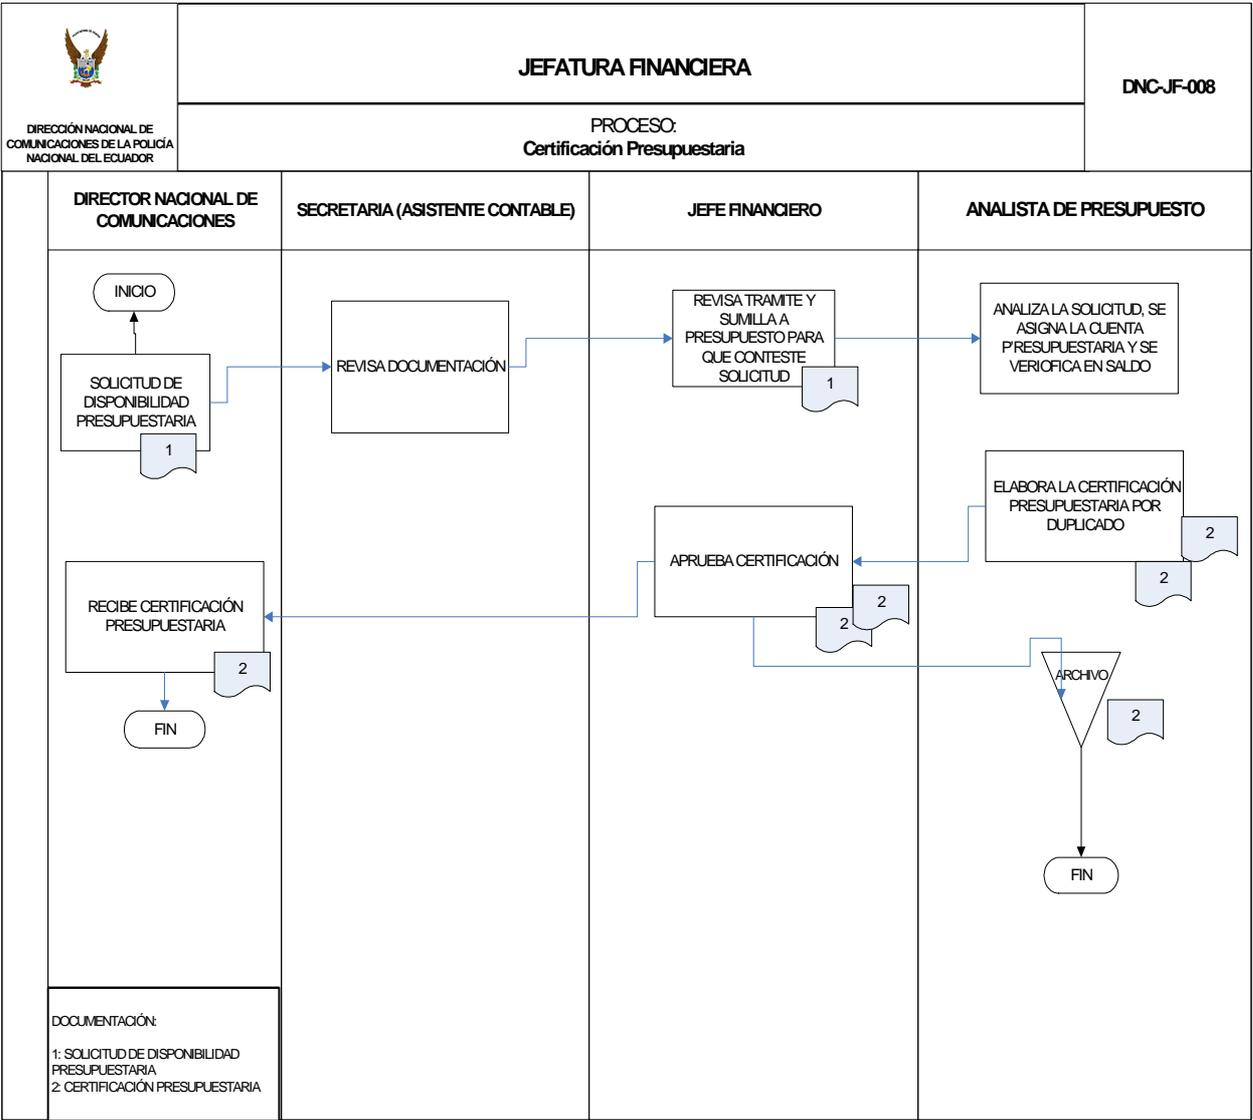 JEFATURA FINANCIERA
DNC-JF-008
DIRECCIÓN NACIONAL DE
COMUNICACIONES DE LA POLICÍA
NACIONAL DEL ECUADOR
PROCESO:
Certificación Presupuestaria
DIRECTOR NACIONAL DE
COMUNICACIONES
SECRETARIA (ASISTENTE CONTABLE)
JEFE FINANCIERO
ANALISTA DE PRESUPUESTO
INICIO
SOLICITUD DE
DISPONIBILIDAD
PRESUPUESTARIA
1
REVISA DOCUMENTACIÓN
REVISA TRAMITE Y
SUMILLA A
PRESUPUESTO PARA
QUE CONTESTE
SOLICITUD
1
ANALIZA LA SOLICITUD, SE
ASIGNA LA CUENTA
P'RESUPUESTARIA Y SE
VERIOFICA EN SALDO
ELABORA LA CERTIFICACIÓN
PRESUPUESTARIA POR
DUPLICADO
2
2
APRUEBA CERTIFICACIÓN
2
2
RECIBE CERTIFICACIÓN
PRESUPUESTARIA
2
FIN
ARCHIVO
2
FIN
DOCUMENTACIÓN:
1: SOLICITUD DE DISPONIBILIDAD
PRESUPUESTARIA
2: CERTIFICACIÓN PRESUPUESTARIA